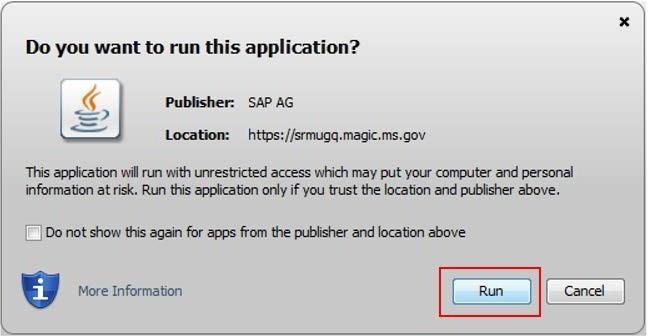 Do you want to run this application?
Publisher: SAP AG
Location: https://srmugq.magic.ms.gov
This application will run with unrestricted access which may put your computer and personal
information at risk. Run this application only if you trust the location and publisher above.
Do not show this again for apps from the publisher and location above
More Information
Run
Cancel